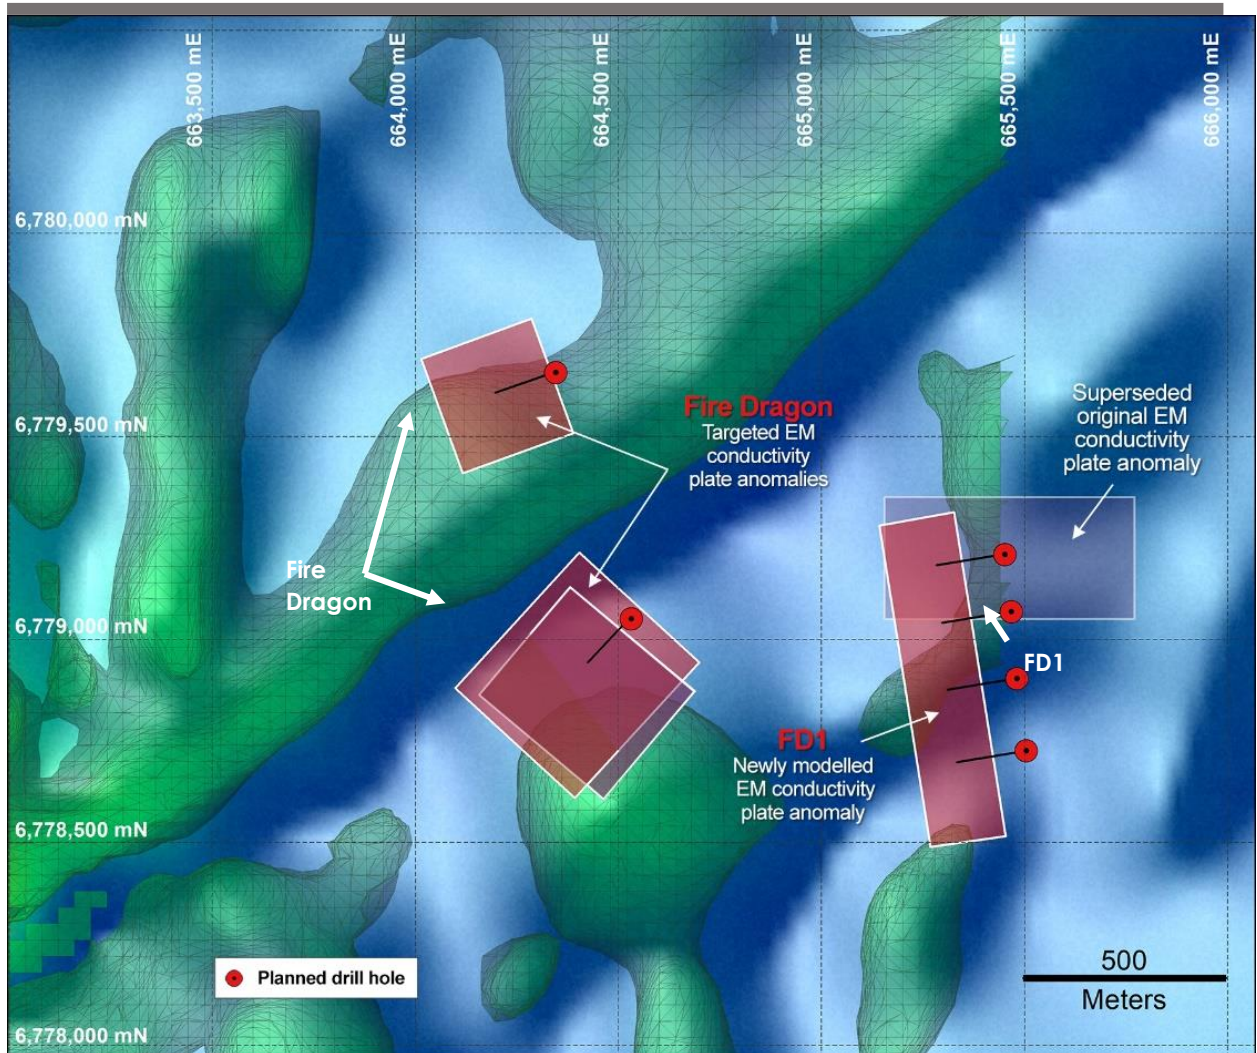 663,500 mE
664,000 mE
664,500 mE
665,000 mE
665,500 mE
666,000 mE
6,780,000 mN
6,779,500 mN
6,779,000 mN
6,778,500 mN
6,778,000 mN
Fire Dragon
Targeted EM
conductivity
plate anomalies
Superseded
original EM
conductivity
plate anomaly
Fire
Dragon
FD1
FD1
Newly modelled
EM conductivity
plate anomaly
Planned drill hole
500
Meters